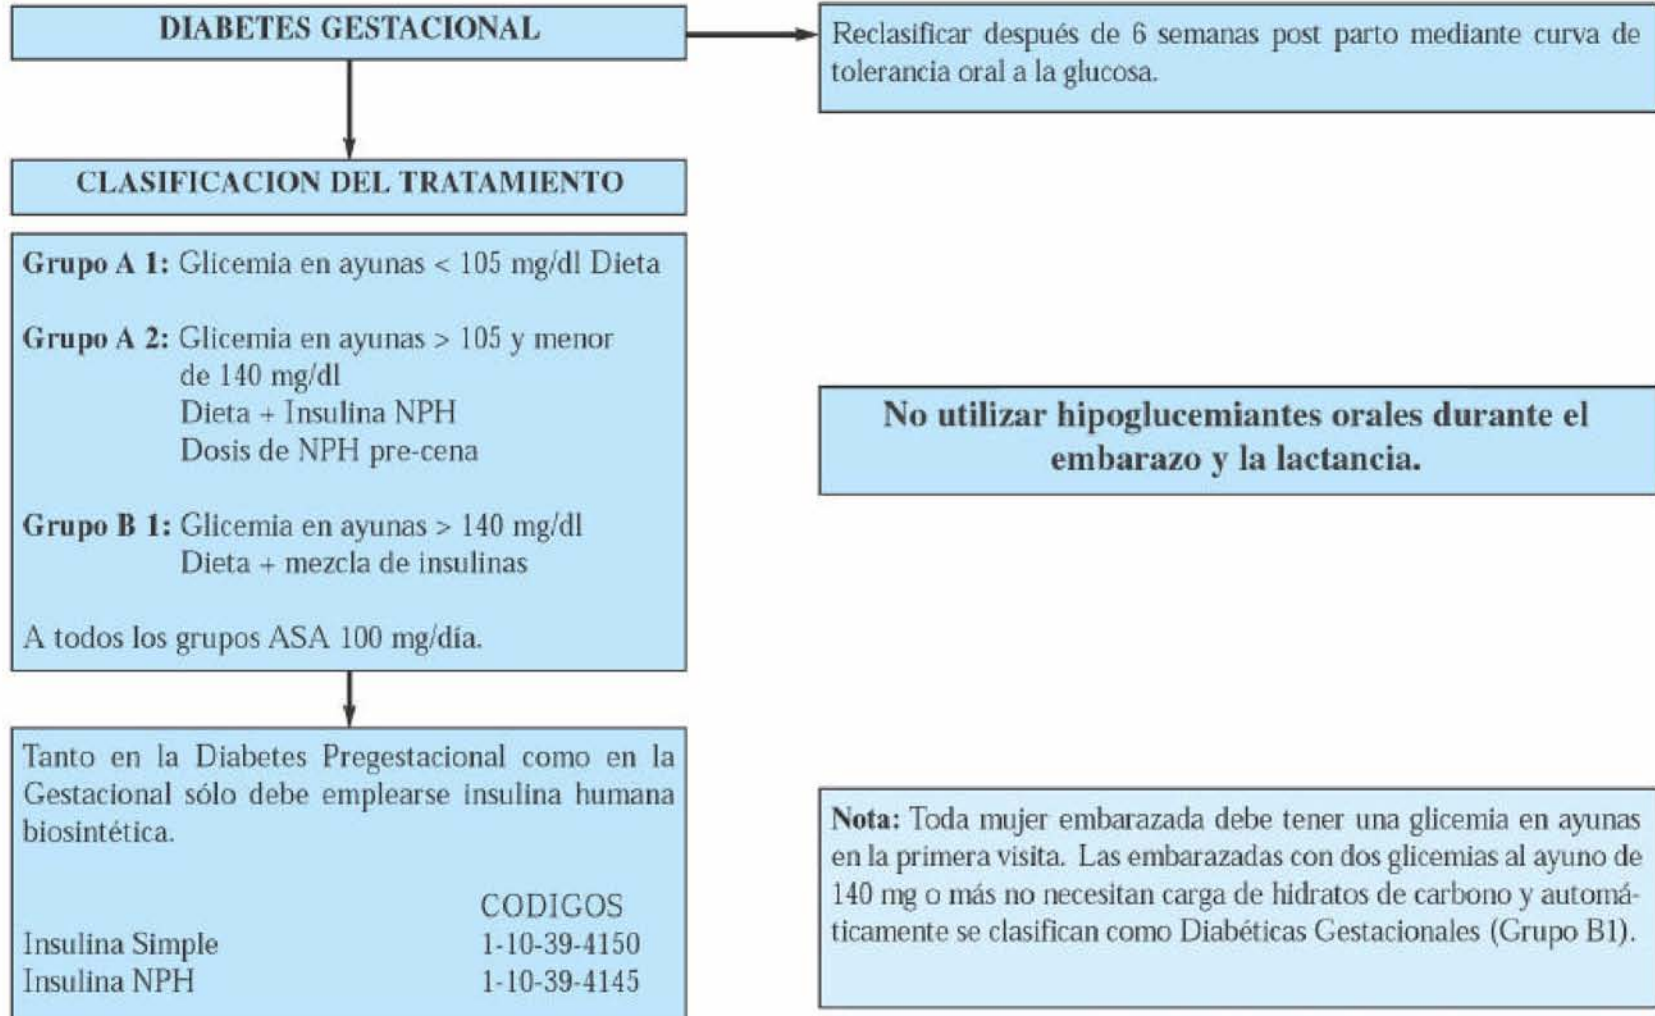 DIABETES GESTACIONAL
Reclasificar después de 6 semanas post parto mediante curva de
tolerancia oral a la glucosa.
CLASIFICACION DEL TRATAMIENTO
Grupo A 1: Glicemia en ayunas < 105 mg/dl Dieta
Grupo A 2: Glicemia en ayunas > 105 y menor
de 140 mg/dl
Dieta + Insulina NPH
Dosis de NPH pre-cena
Grupo B 1: Glicemia en ayunas > 140 mg/dl
Dieta + mezcla de insulinas
A todos los grupos ASA 100 mg/día.
No utilizar hipoglucemiantes orales durante el
embarazo y la lactancia.
Tanto en la Diabetes Pregestacional como en la
Gestacional sólo debe emplearse insulina humana
biosintética.
CODIGOS
Insulina Simple 1-10-39-4150
Insulina NPH 1-10-39-4145
Nota: Toda mujer embarazada debe tener una glicemia en ayunas
en la primera visita. Las embarazadas con dos glicemias al ayuno de
140 mg o más no necesitan carga de hidratos de carbono y automá-
ticamente se clasifican como Diabéticas Gestacionales (Grupo B1).